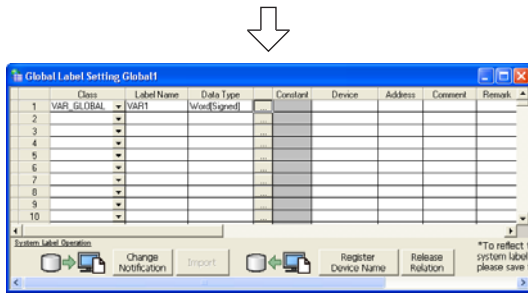 Global Label Setting Global1
Class Label Name Data Type Constant Device Address Comment Remark
1 VAR_GLOBAL VAR1 Word[Signed] ...
2 ...
3 ...
4 ...
5 ...
6 ...
7 ...
8 ...
9 ...
10 ...
System Label Operation
Change Notification
Import
Register Device Name
Release Relation
*To reflect
system label
please save